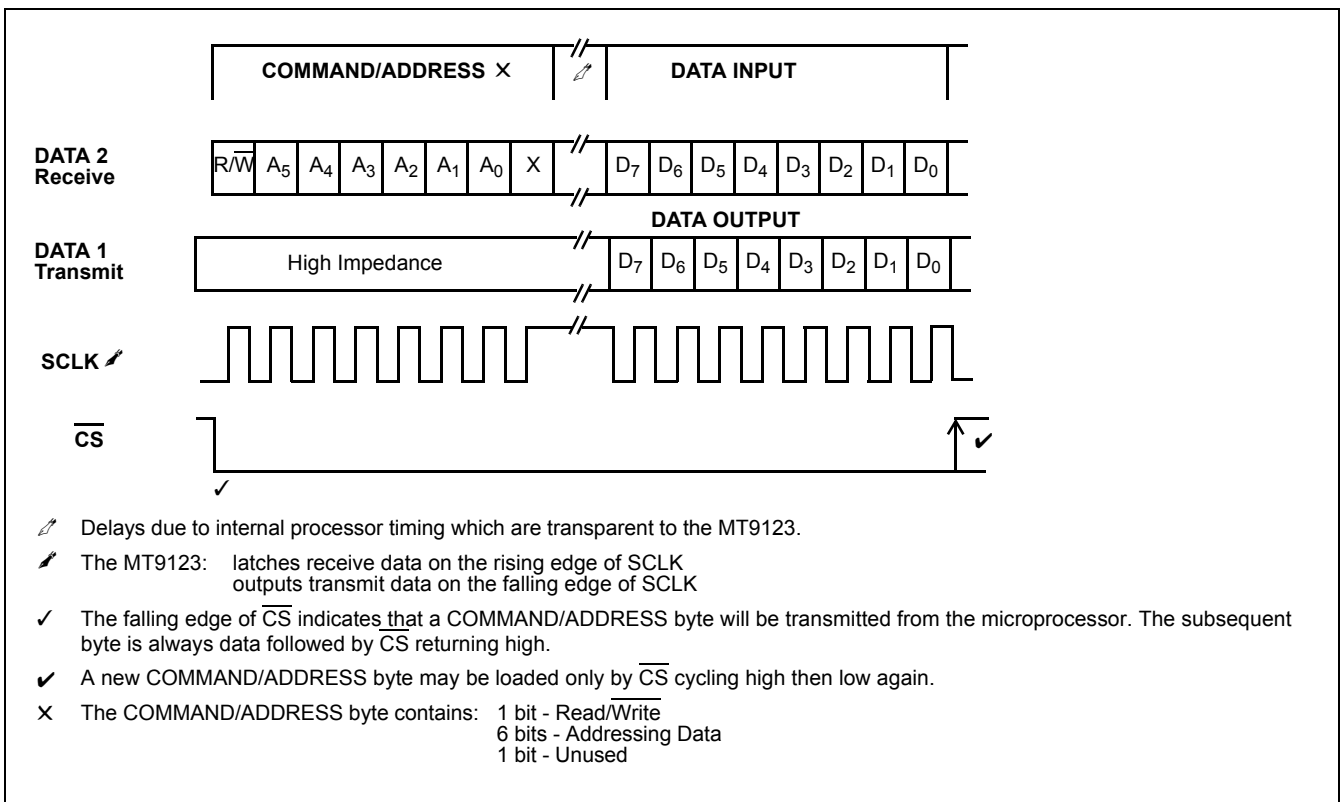 COMMAND/ADDRESS ✕ DATA INPUT
DATA 2
Receive
R/W̅ A₅ A₄ A₃ A₂ A₁ A₀ X D₇ D₆ D₅ D₄ D₃ D₂ D₁ D₀
DATA OUTPUT
DATA 1
Transmit
High Impedance D₇ D₆ D₅ D₄ D₃ D₂ D₁ D₀
SCLK
C̅S̅
✔
✓
Delays due to internal processor timing which are transparent to the MT9123.
The MT9123: latches receive data on the rising edge of SCLK
outputs transmit data on the falling edge of SCLK
✓ The falling edge of C̅S̅ indicates that a COMMAND/ADDRESS byte will be transmitted from the microprocessor. The subsequent
byte is always data followed by C̅S̅ returning high.
✔ A new COMMAND/ADDRESS byte may be loaded only by C̅S̅ cycling high then low again.
✕ The COMMAND/ADDRESS byte contains: 1 bit - Read/W̅r̅i̅t̅e̅
6 bits - Addressing Data
1 bit - Unused